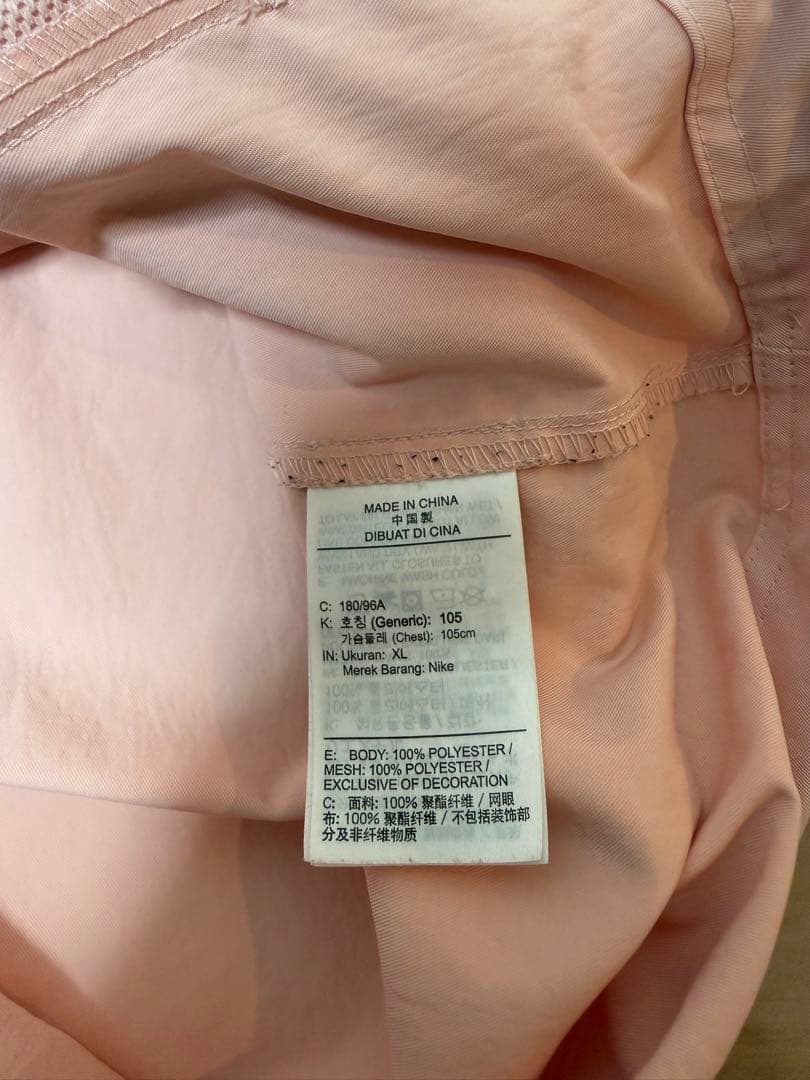 MADE IN CHINA
中国製
DIBUAT DI CINA
C: 180/96A
K: 호칭 (Generic): 105
가슴둘레 (Chest): 105cm
IN: Ukuran: XL
Merek Barang: Nike
E: BODY: 100% POLYESTER /
MESH: 100% POLYESTER /
EXCLUSIVE OF DECORATION
C: 面料: 100% 聚酯纤维 / 网眼
布: 100% 聚酯纤维 / 不包括装饰部
分及非纤维物质